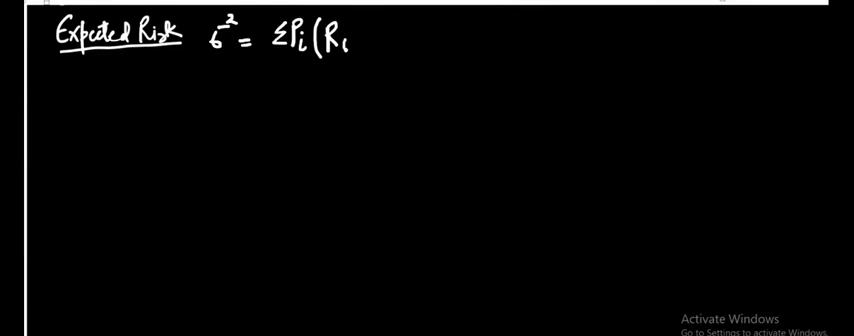 Expected Risk σ² = ΣPi(Ri
Activate Windows
Go to Settings to activate Windows.